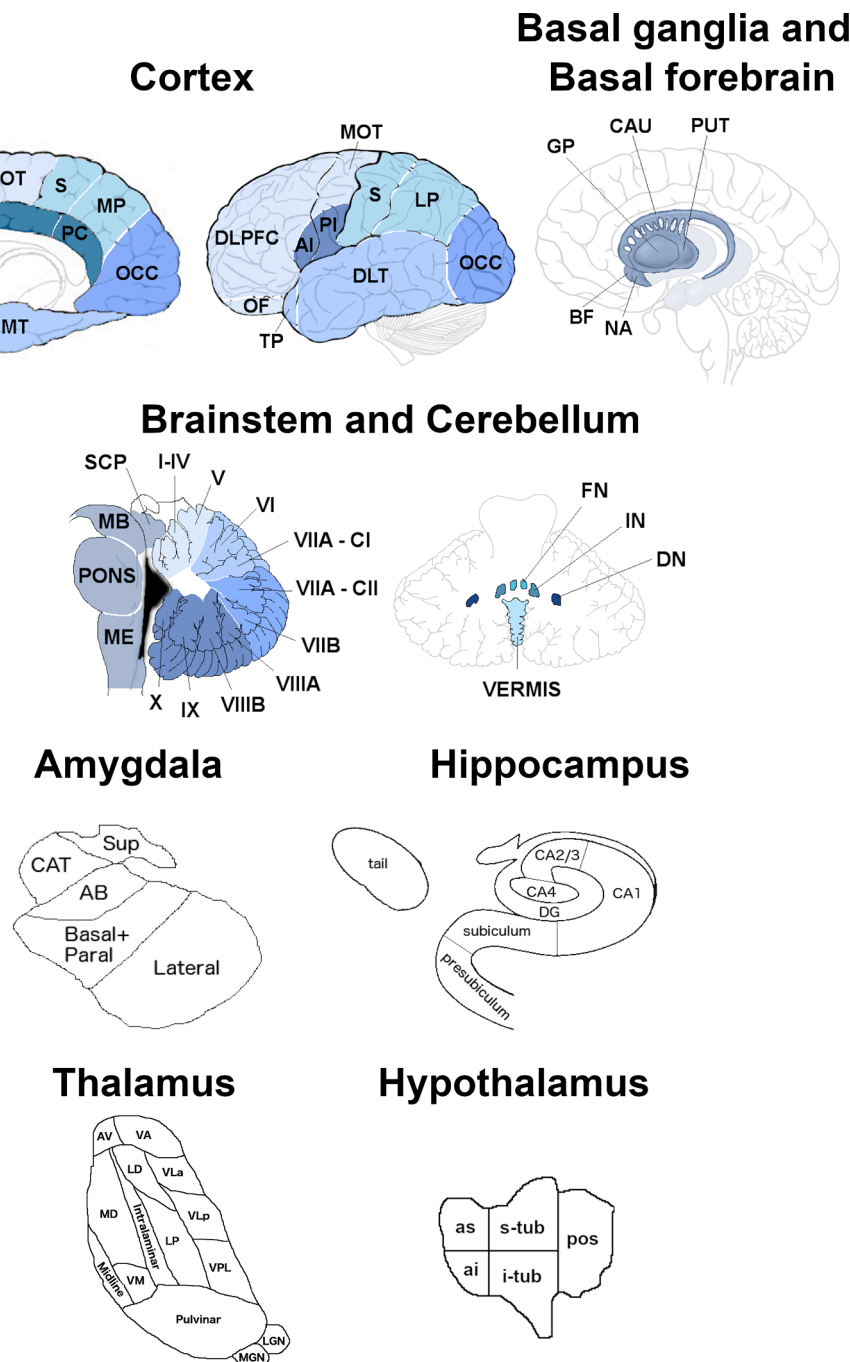 Cortex
Basal ganglia and
Basal forebrain
OT
S
MP
PC
OCC
MT
MOT
S
LP
DLPFC
PI
AI
OCC
DLT
OF
TP
GP
CAU
PUT
BF
NA
Brainstem and Cerebellum
SCP
I-IV
V
VI
MB
VIIA - CI
PONS
VIIA - CII
ME
VIIB
VIIIA
X
IX
VIIIB
FN
IN
DN
VERMIS
Amygdala
Sup
CAT
AB
Basal+
Paral
Lateral
Hippocampus
tail
CA2/3
CA4
CA1
DG
subiculum
presubiculum
Thalamus
AV
VA
LD
VLa
MD
Intralaminar
VLp
LP
VPL
Midline
VM
Pulvinar
LGN
MGN
Hypothalamus
as
s-tub
pos
ai
i-tub